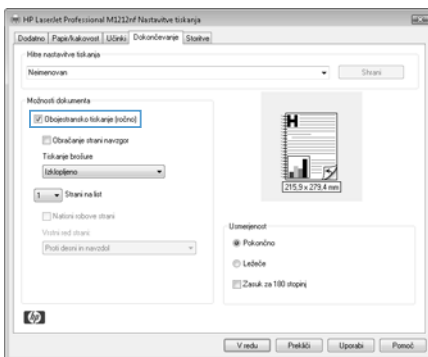 HP LaserJet Professional M1212nf Nastavitve tiskanja
Dodatno Papir/kakovost Učinki Dokončevanje Storitve
Hitre nastavitve tiskanja
Neimenovan Shrani
Možnosti dokumenta
Obojestransko tiskanje (ročno)
Obračanje strani navzgor
Tiskanje brošure
Izklopljeno
1 Strani na list
Natisni robove strani
Vrstni red strani:
Proti desni in navzdol
H
215,9 x 279,4 mm
Usmerjenost
Pokončno
Ležeče
Zasuk za 180 stopinj
hp
V redu Prekliči Uporabi Pomoč